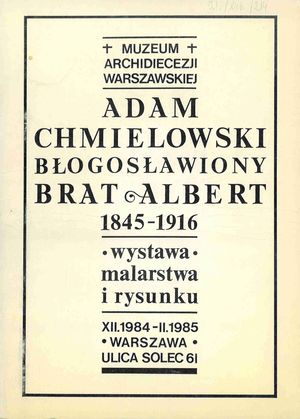 ✝ MUZEUM ✝
ARCHIDIECEZJI
WARSZAWSKIEJ
ADAM
CHMIELOWSKI
BŁOGOSŁAWIONY
BRAT ALBERT
1845-1916
•wystawa•
malarstwa
i rysunku
XII.1984-II.1985
•WARSZAWA•
ULICA SOLEC 61